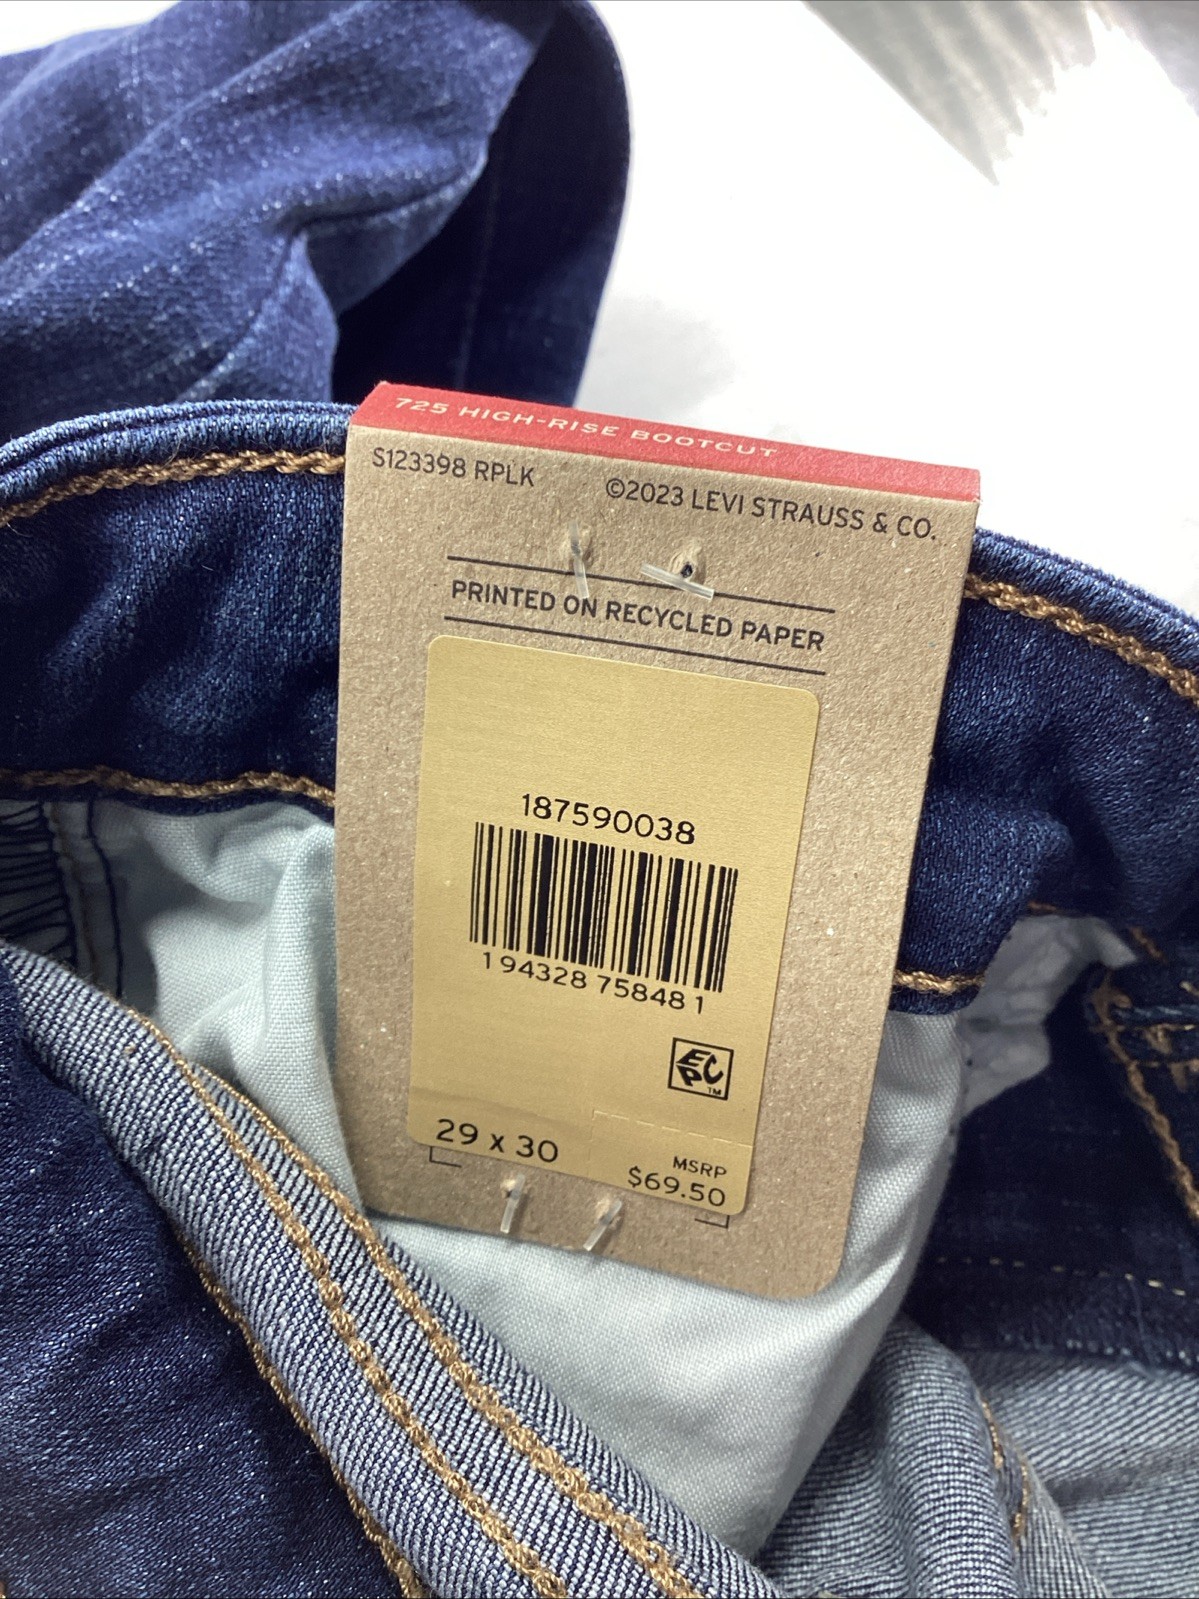 725 HIGH-RISE BOOTCUT
S123398 RPLK
©2023 LEVI STRAUSS & CO.
PRINTED ON RECYCLED PAPER
187590038
1 94328 75848 1
EPC™
29 x 30
MSRP
$69.50